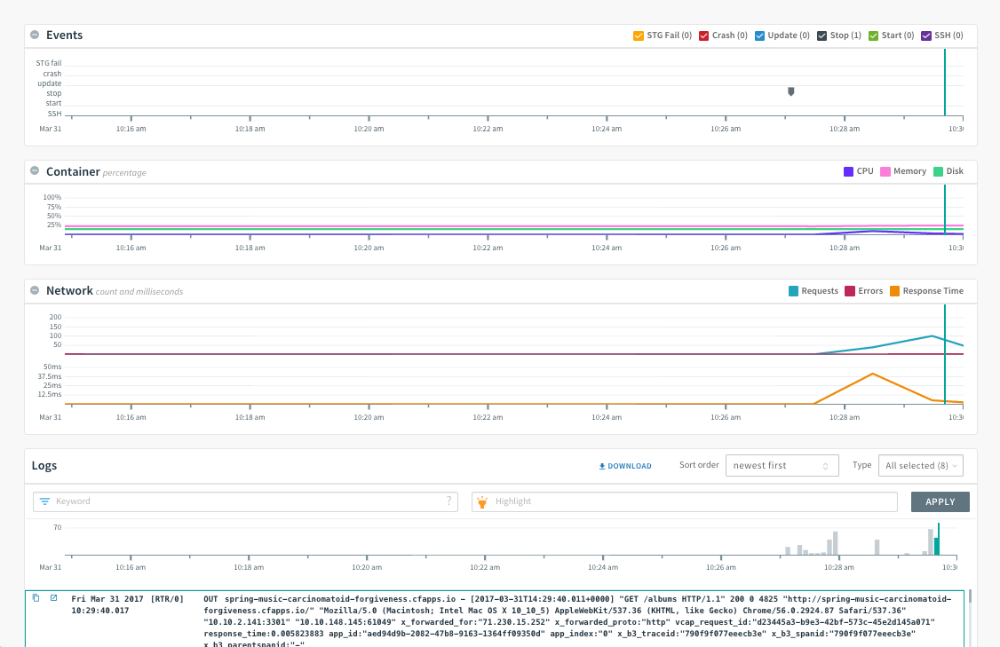 Events
STG Fail (0) Crash (0) Update (0) Stop (1) Start (0) SSH (0)
STG fail
crash
update
stop
start
SSH
Mar 31 10:16 am 10:18 am 10:20 am 10:22 am 10:24 am 10:26 am 10:28 am 10:30
Container percentage
CPU Memory Disk
100%
75%
50%
25%
Mar 31 10:16 am 10:18 am 10:20 am 10:22 am 10:24 am 10:26 am 10:28 am 10:30
Network count and milliseconds
Requests Errors Response Time
200
150
100
50
50ms
37.5ms
25ms
12.5ms
Mar 31 10:16 am 10:18 am 10:20 am 10:22 am 10:24 am 10:26 am 10:28 am 10:30
Logs
DOWNLOAD Sort order newest first Type All selected (8)
Keyword ? Highlight APPLY
70
Mar 31 10:16 am 10:18 am 10:20 am 10:22 am 10:24 am 10:26 am 10:28 am 10:30
Fri Mar 31 2017 [RTR/0] OUT spring-music-carcinomatoid-forgiveness.cfapps.io - [2017-03-31T14:29:40.011+0000] "GET /albums HTTP/1.1" 200 0 4825 "http://spring-music-carcinomatoid-
10:29:40.017 forgiveness.cfapps.io/" "Mozilla/5.0 (Macintosh; Intel Mac OS X 10_10_5) AppleWebKit/537.36 (KHTML, like Gecko) Chrome/56.0.2924.87 Safari/537.36"
"10.10.2.141:3301" "10.10.148.145:61049" x_forwarded_for:"71.230.15.252" x_forwarded_proto:"http" vcap_request_id:"d23445a3-b9e3-42bf-573c-45e2d145a071"
response_time:0.005823883 app_id:"aed94d9b-2082-47b8-9163-1364ff09350d" app_index:"0" x_b3_traceid:"790f9f077eeecb3e" x_b3_spanid:"790f9f077eeecb3e"
x_b3_parentspanid:"-"